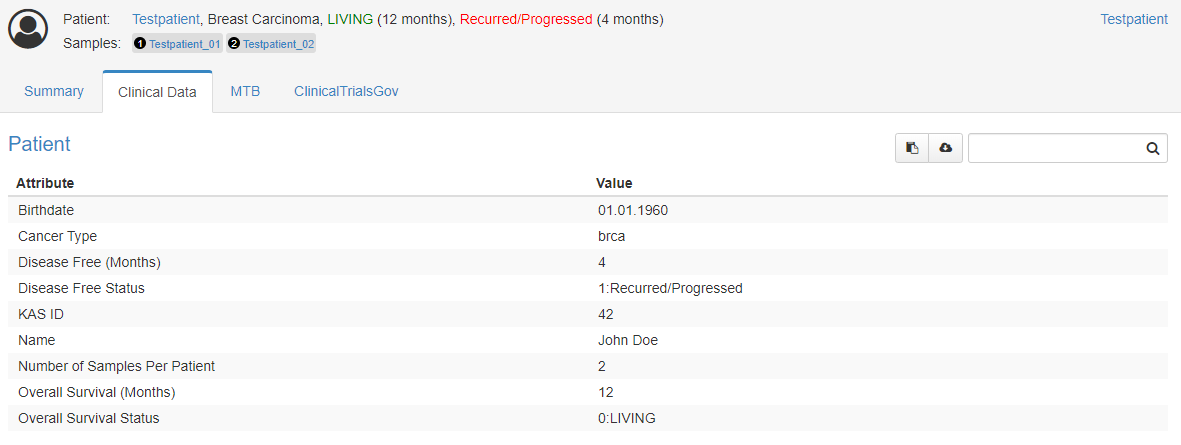 Patient: Testpatient, Breast Carcinoma, LIVING (12 months), Recurred/Progressed (4 months) Testpatient
Samples: 1 Testpatient_01 2 Testpatient_02
Summary Clinical Data MTB ClinicalTrialsGov
Patient
Attribute Value
Birthdate 01.01.1960
Cancer Type brca
Disease Free (Months) 4
Disease Free Status 1:Recurred/Progressed
KAS ID 42
Name John Doe
Number of Samples Per Patient 2
Overall Survival (Months) 12
Overall Survival Status 0:LIVING